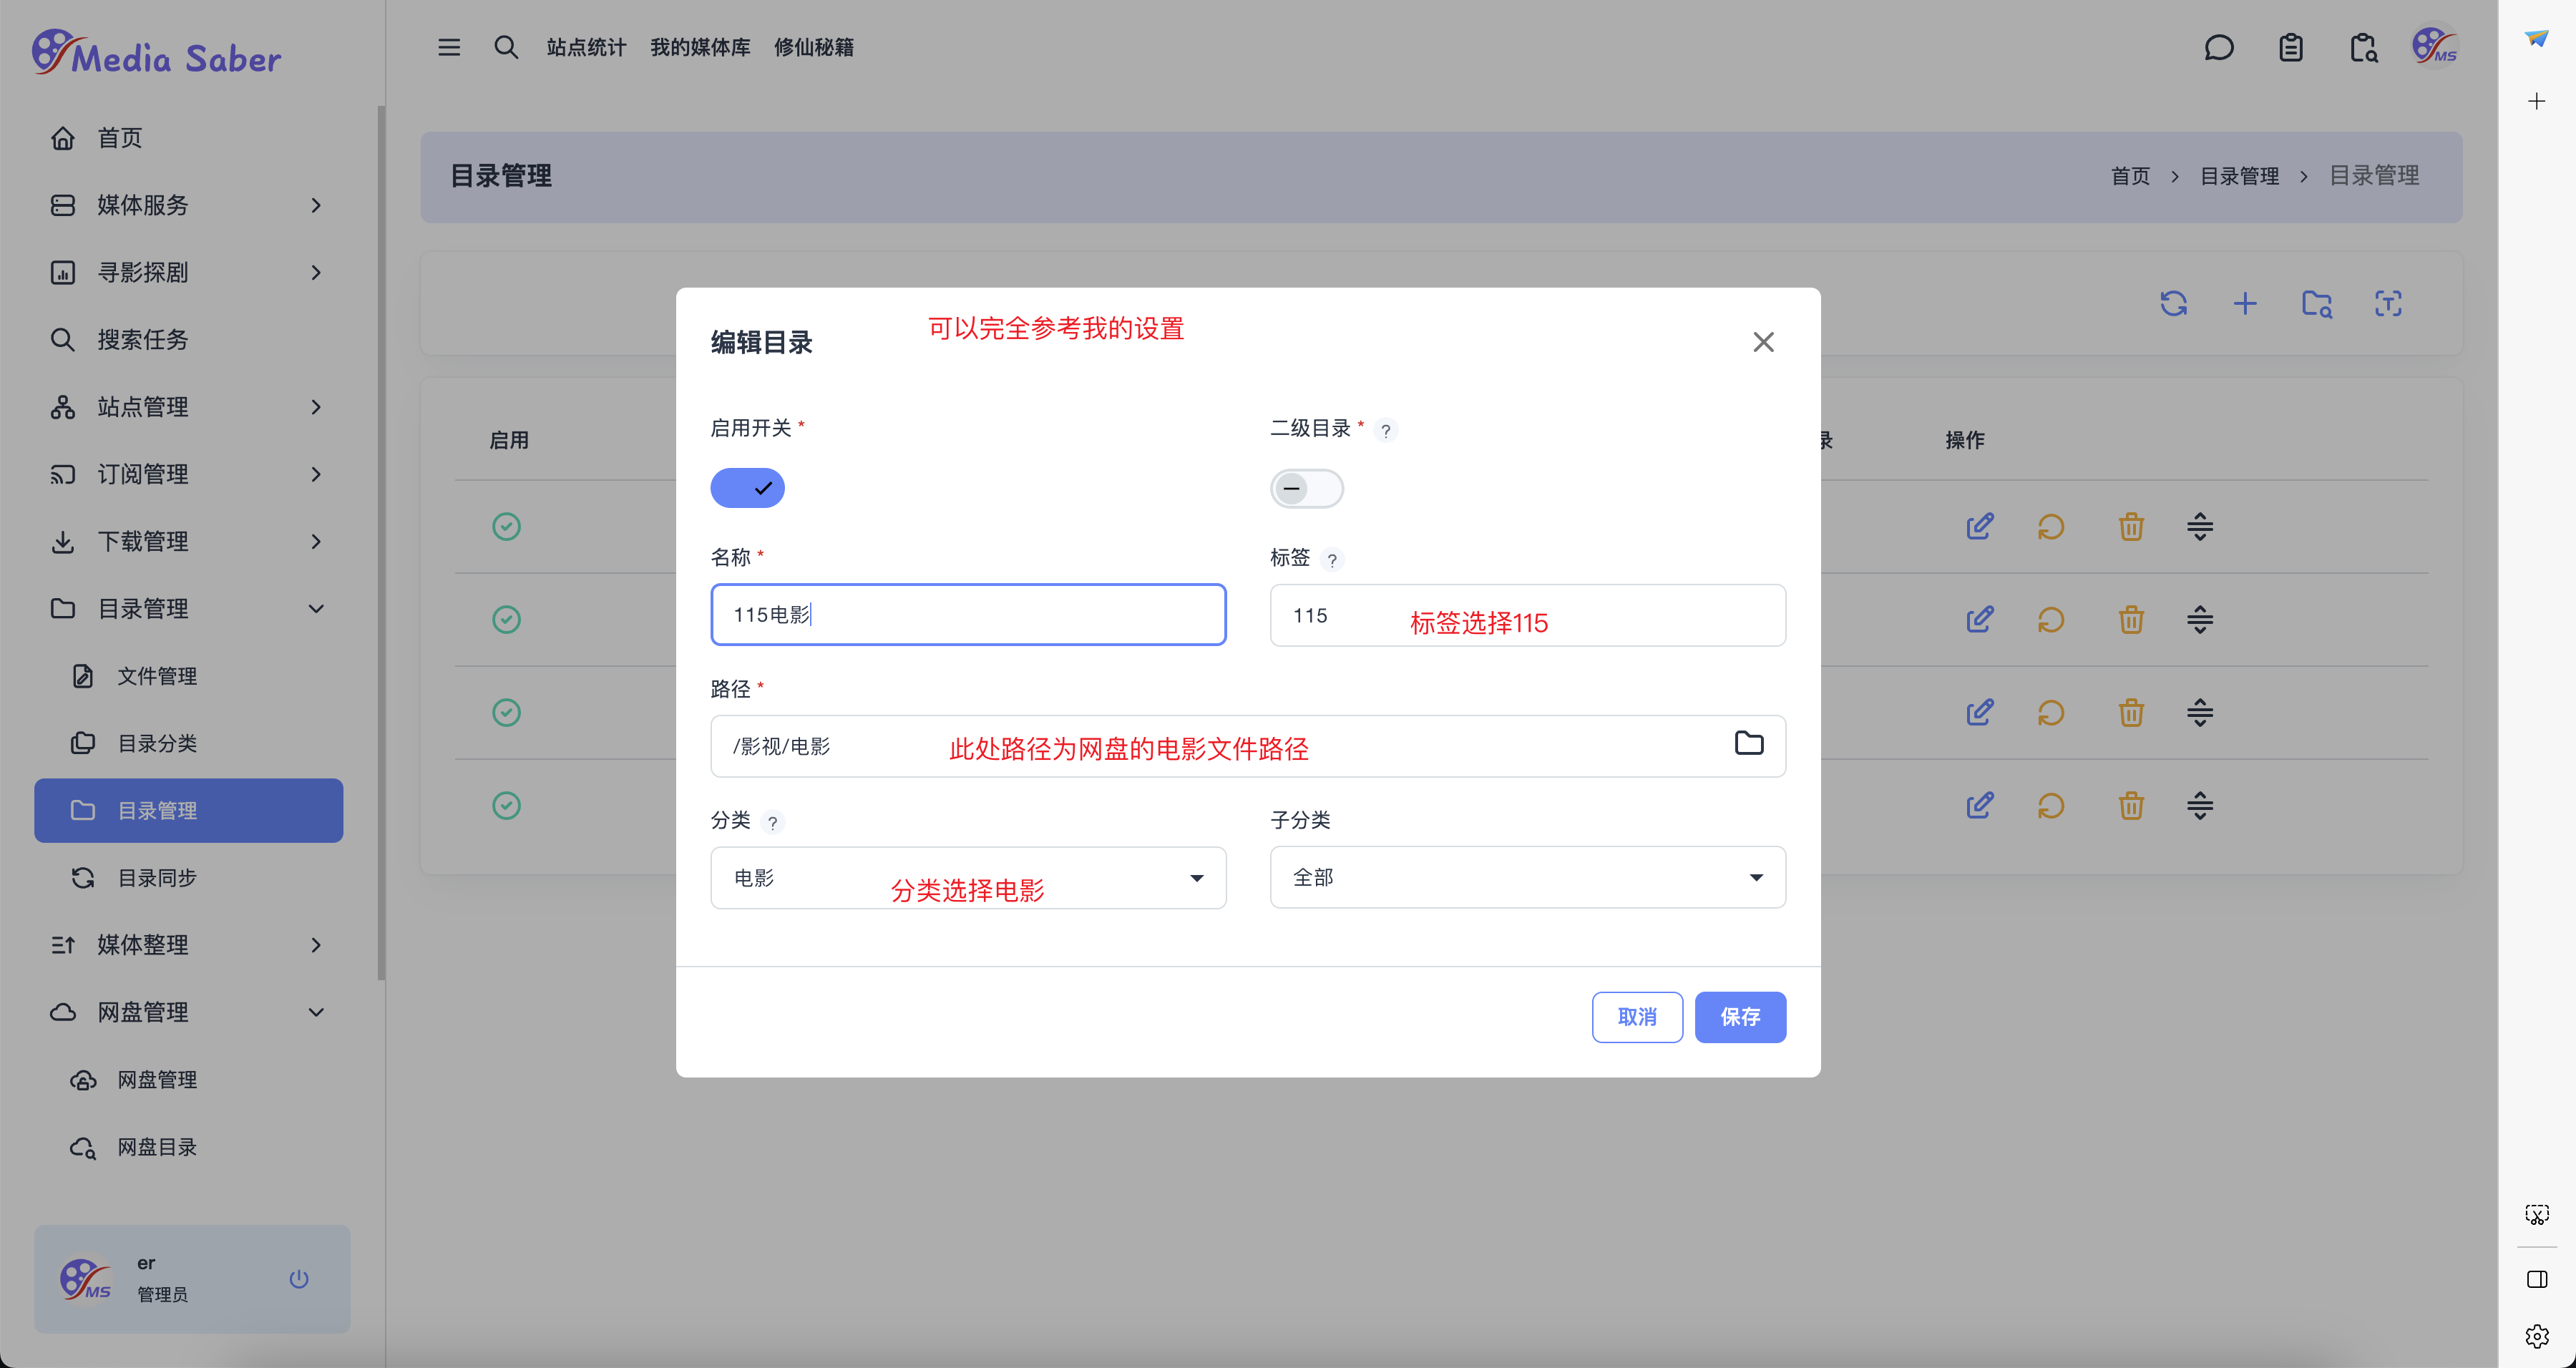 Media Saber
站点统计 我的媒体库 修仙秘籍
MS
首页
媒体服务
寻影探剧
搜索任务
站点管理
订阅管理
下载管理
目录管理
文件管理
目录分类
目录管理
目录同步
媒体整理
网盘管理
网盘管理
网盘目录
MS
er
管理员
目录管理
首页 > 目录管理 > 目录管理
启用
录
操作
编辑目录
可以完全参考我的设置
启用开关 *
二级目录 * ?
名称 *
标签 ?
115电影
115
标签选择115
路径 *
/影视/电影
此处路径为网盘的电影文件路径
分类 ?
子分类
电影
分类选择电影
全部
取消
保存